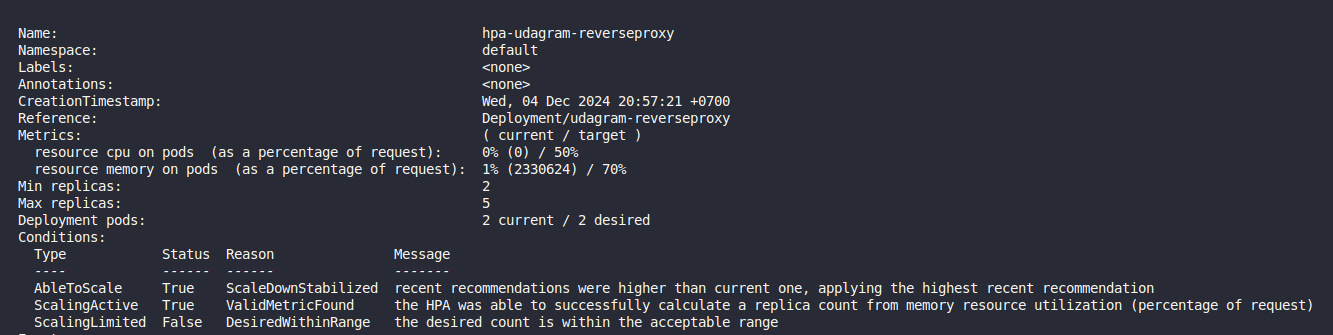 Name: hpa-udagram-reverseproxy
Namespace: default
Labels: <none>
Annotations: <none>
CreationTimestamp: Wed, 04 Dec 2024 20:57:21 +0700
Reference: Deployment/udagram-reverseproxy
Metrics: ( current / target )
resource cpu on pods (as a percentage of request): 0% (0) / 50%
resource memory on pods (as a percentage of request): 1% (2330624) / 70%
Min replicas: 2
Max replicas: 5
Deployment pods: 2 current / 2 desired
Conditions:
Type Status Reason Message
---- ------ ------ -------
AbleToScale True ScaleDownStabilized recent recommendations were higher than current one, applying the highest recent recommendation
ScalingActive True ValidMetricFound the HPA was able to successfully calculate a replica count from memory resource utilization (percentage of request)
ScalingLimited False DesiredWithinRange the desired count is within the acceptable range